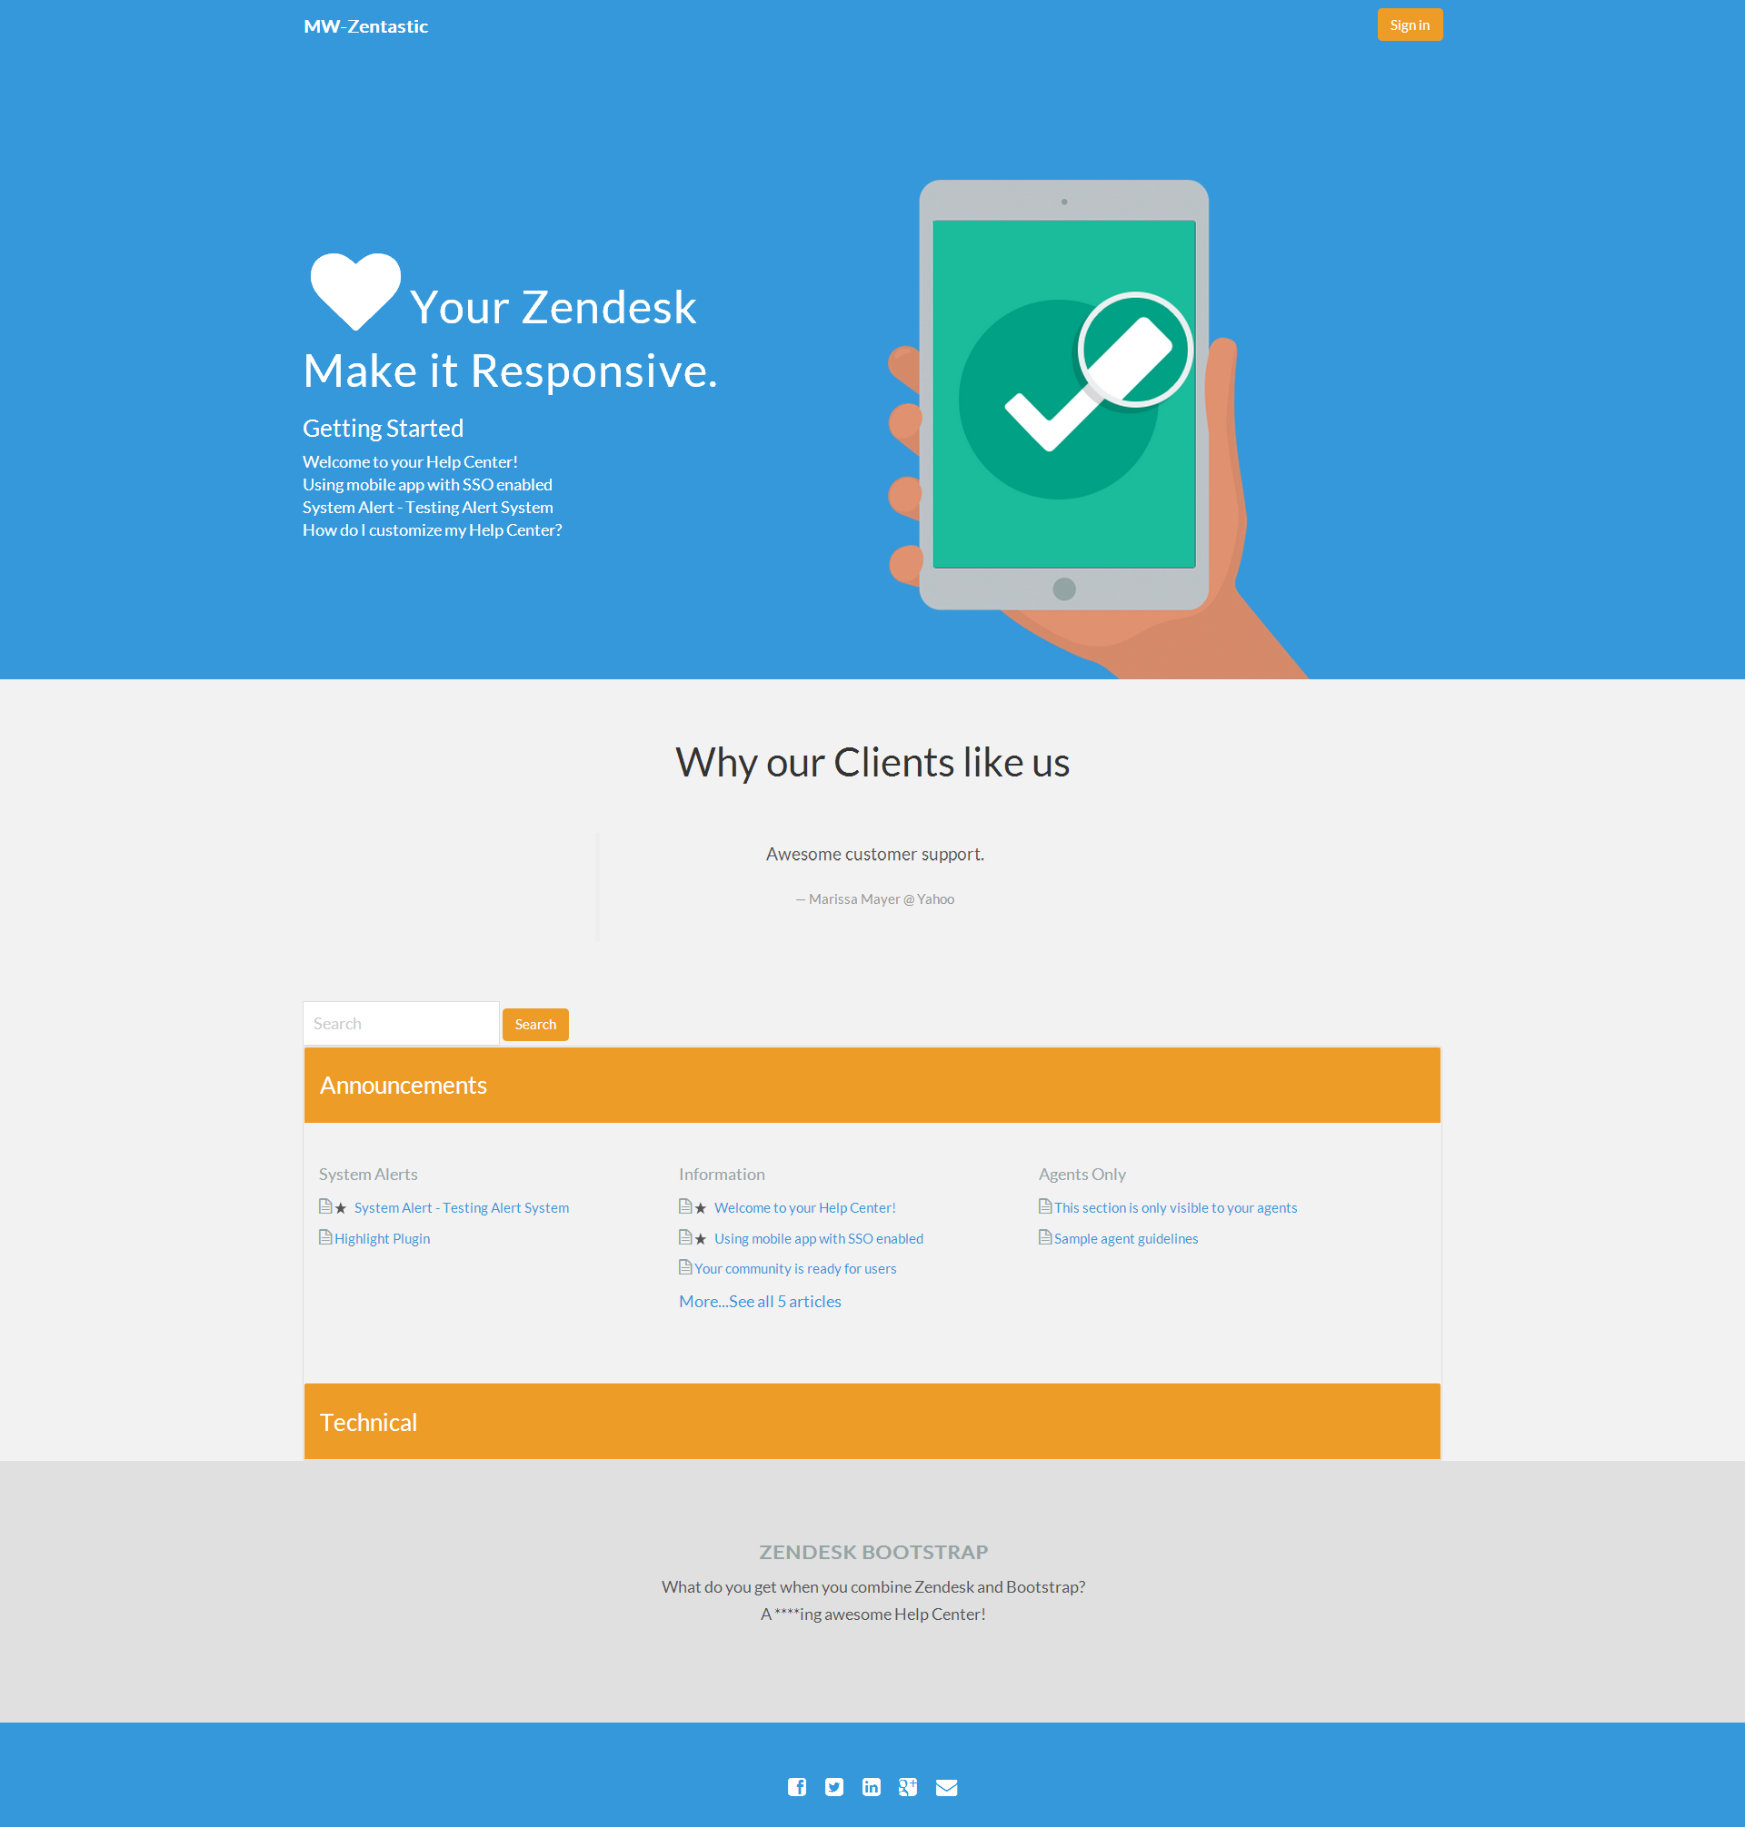 MW-Zentastic
Sign in
Your Zendesk
Make it Responsive.
Getting Started
Welcome to your Help Center!
Using mobile app with SSO enabled
System Alert - Testing Alert System
How do I customize my Help Center?
Why our Clients like us
Awesome customer support.
— Marissa Mayer @ Yahoo
Search
Search
Announcements
System Alerts
System Alert - Testing Alert System
Highlight Plugin
Information
Welcome to your Help Center!
Using mobile app with SSO enabled
Your community is ready for users
More...See all 5 articles
Agents Only
This section is only visible to your agents
Sample agent guidelines
Technical
ZENDESK BOOTSTRAP
What do you get when you combine Zendesk and Bootstrap?
A ****ing awesome Help Center!